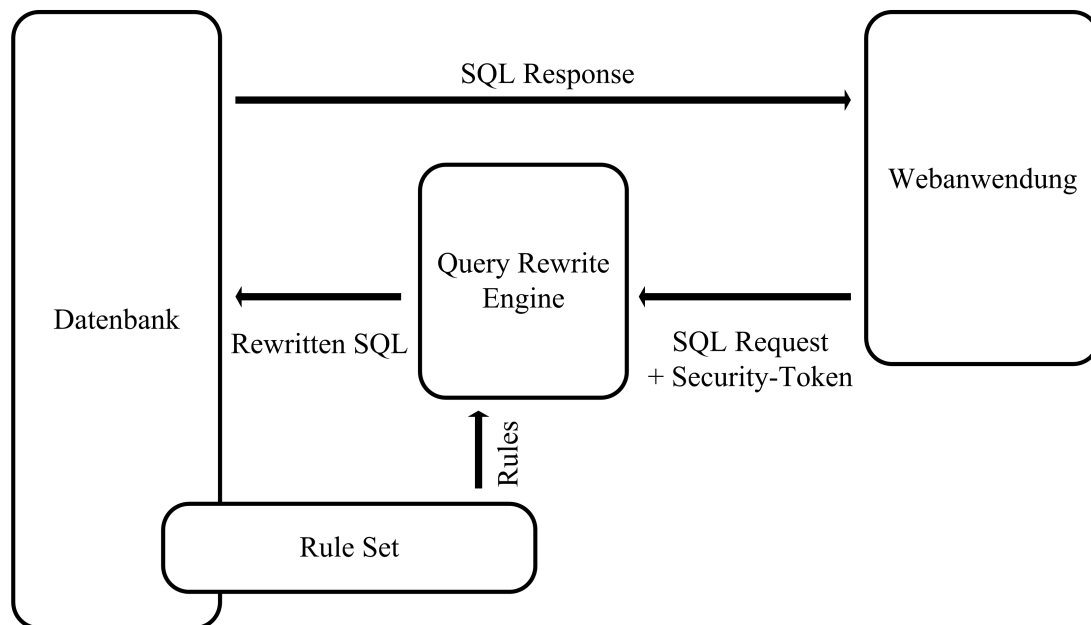 SQL Response
Webanwendung
Query Rewrite
Engine
Datenbank
Rewritten SQL
SQL Request
+ Security-Token
Rules
Rule Set